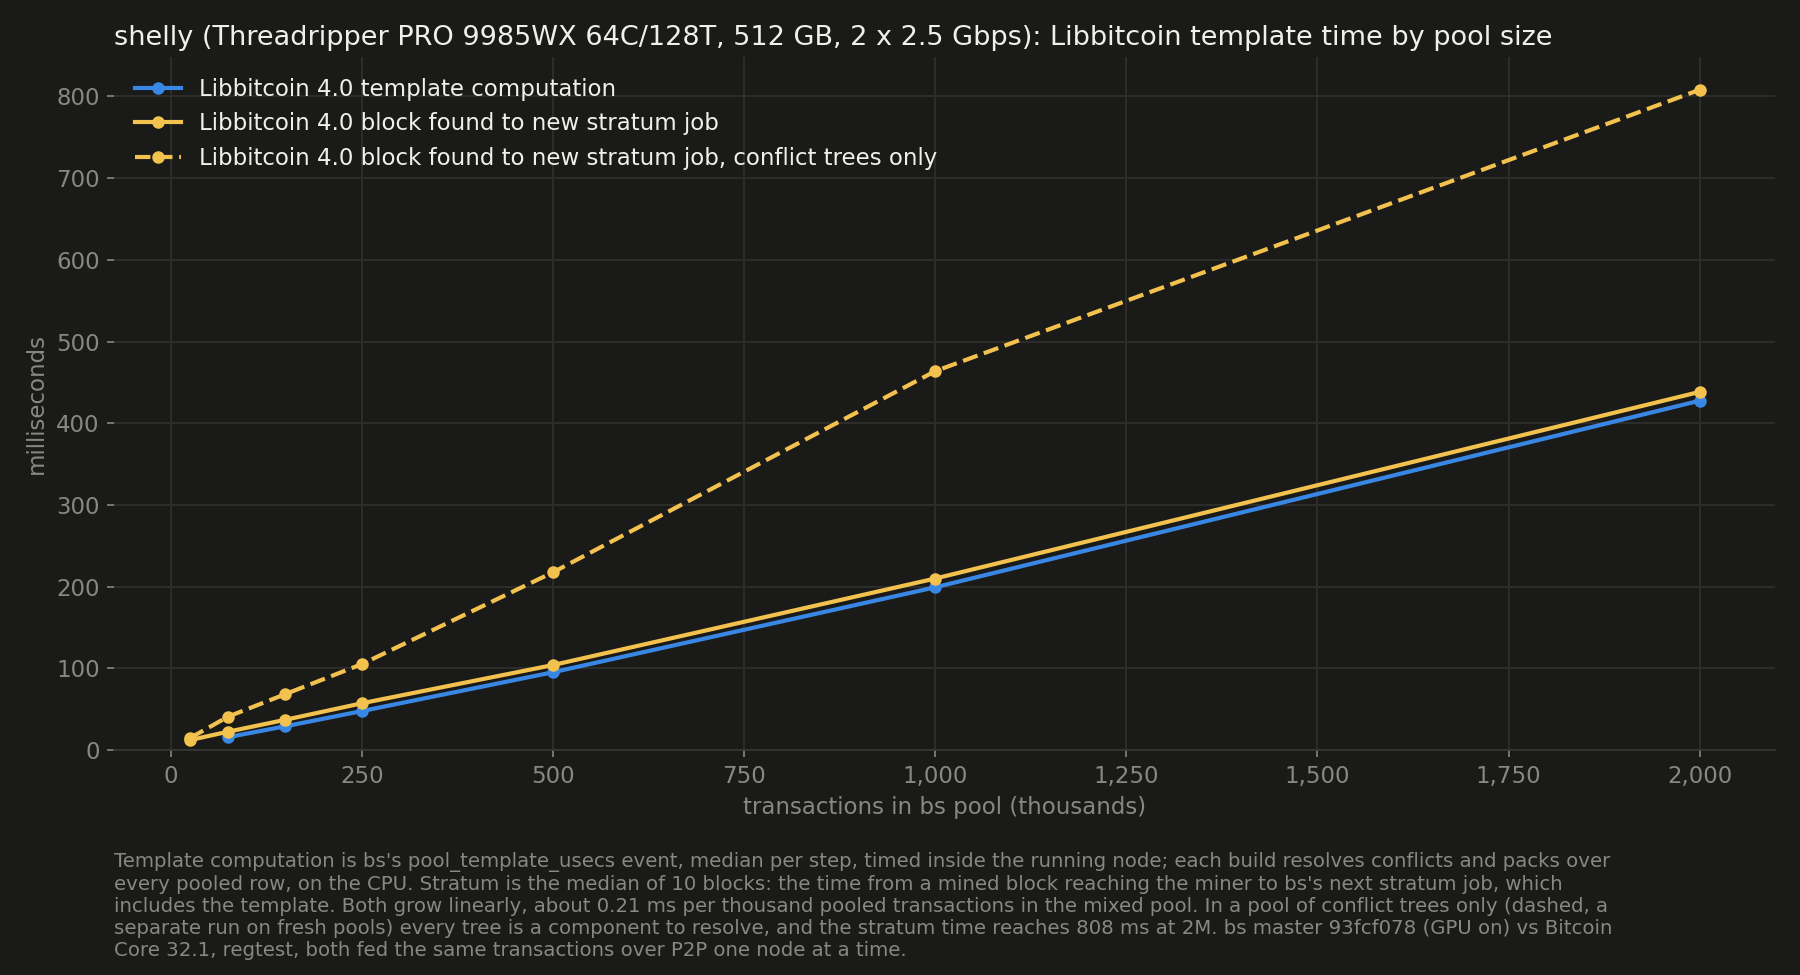 shelly (Threadripper PRO 9985WX 64C/128T, 512 GB, 2 x 2.5 Gbps): Libbitcoin template time by pool size
Libbitcoin 4.0 template computation
Libbitcoin 4.0 block found to new stratum job
Libbitcoin 4.0 block found to new stratum job, conflict trees only
800
700
600
500
400
300
200
100
0
milliseconds
0 250 500 750 1,000 1,250 1,500 1,750 2,000
transactions in bs pool (thousands)
Template computation is bs's pool_template_usecs event, median per step, timed inside the running node; each build resolves conflicts and packs over
every pooled row, on the CPU. Stratum is the median of 10 blocks: the time from a mined block reaching the miner to bs's next stratum job, which
includes the template. Both grow linearly, about 0.21 ms per thousand pooled transactions in the mixed pool. In a pool of conflict trees only (dashed, a
separate run on fresh pools) every tree is a component to resolve, and the stratum time reaches 808 ms at 2M. bs master 93fcf078 (GPU on) vs Bitcoin
Core 32.1, regtest, both fed the same transactions over P2P one node at a time.